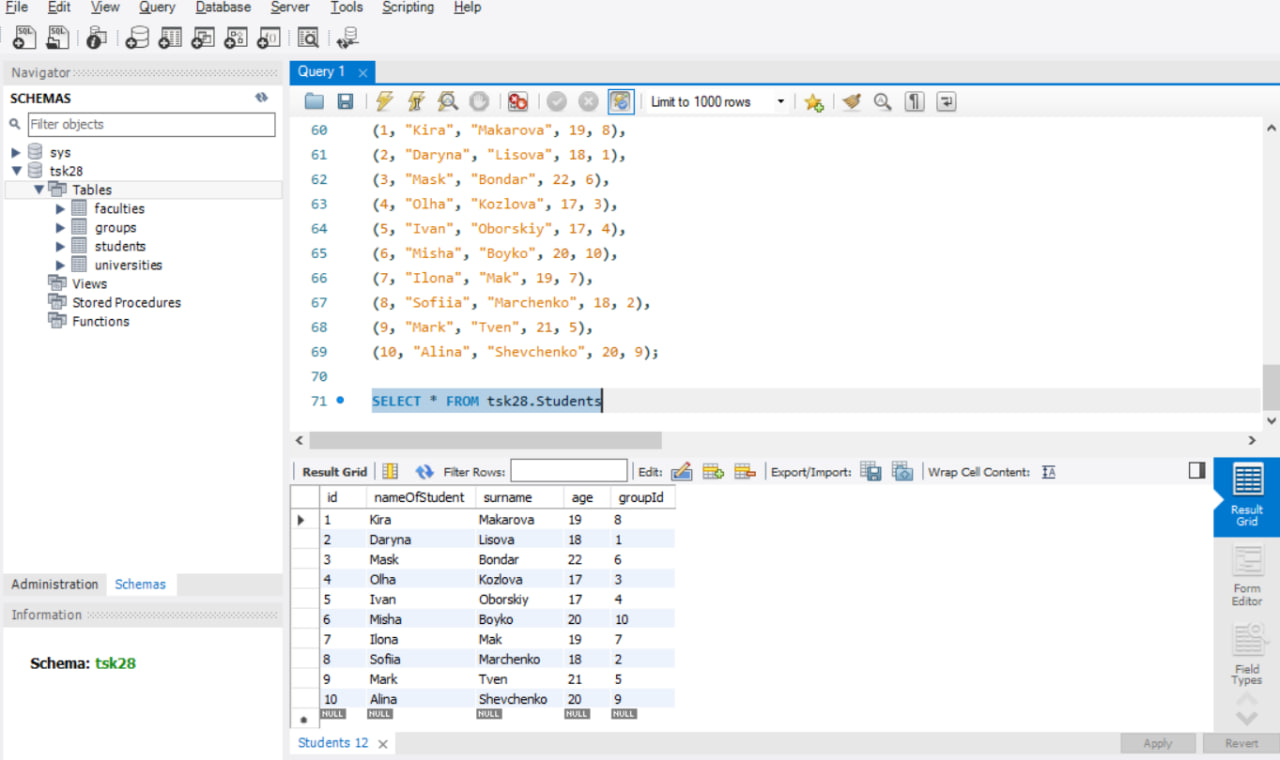 File Edit View Query Database Server Tools Scripting Help
Navigator
SCHEMAS
Filter objects
sys
tsk28
Tables
faculties
groups
students
universities
Views
Stored Procedures
Functions
Administration Schemas
Information
Schema: tsk28
Query 1
Limit to 1000 rows
60 (1, "Kira", "Makarova", 19, 8),
61 (2, "Daryna", "Lisova", 18, 1),
62 (3, "Mask", "Bondar", 22, 6),
63 (4, "Olha", "Kozlova", 17, 3),
64 (5, "Ivan", "Oborskiy", 17, 4),
65 (6, "Misha", "Boyko", 20, 10),
66 (7, "Ilona", "Mak", 19, 7),
67 (8, "Sofiia", "Marchenko", 18, 2),
68 (9, "Mark", "Tven", 21, 5),
69 (10, "Alina", "Shevchenko", 20, 9);
70
71 SELECT * FROM tsk28.Students
Result Grid Filter Rows: Edit: Export/Import: Wrap Cell Content:
id nameOfStudent surname age groupId
1 Kira Makarova 19 8
2 Daryna Lisova 18 1
3 Mask Bondar 22 6
4 Olha Kozlova 17 3
5 Ivan Oborskiy 17 4
6 Misha Boyko 20 10
7 Ilona Mak 19 7
8 Sofiia Marchenko 18 2
9 Mark Tven 21 5
10 Alina Shevchenko 20 9
NULL NULL NULL NULL NULL
Result
Grid
Form
Editor
Field
Types
Students 12
Apply Revert